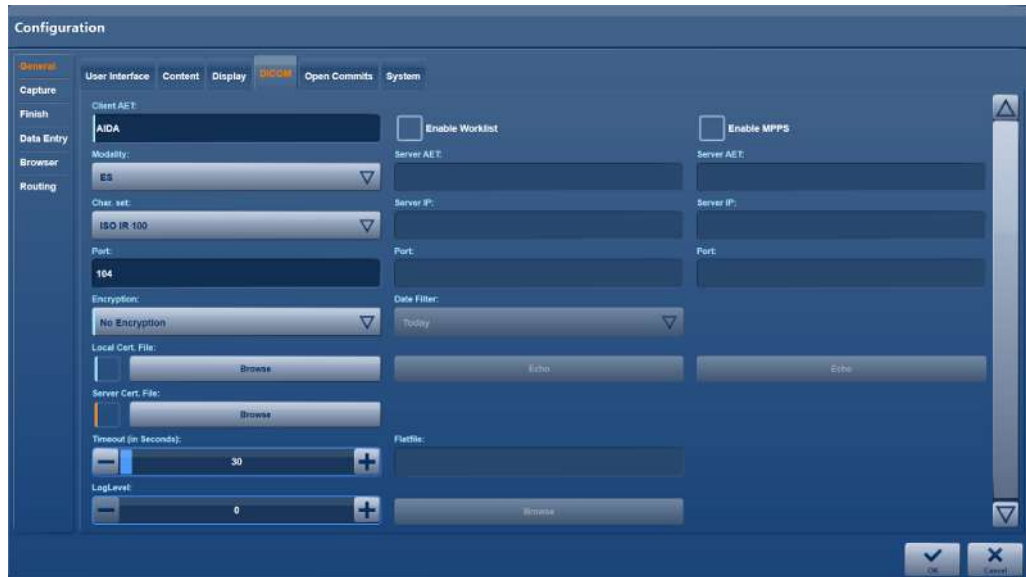 Configuration
General
Capture
Finish
Data Entry
Browser
Routing
User Interface Content Display DICOM Open Commits System
Client AET:
AIDA
Modality:
ES
Char. set:
ISO IR 100
Port:
104
Encryption:
No Encryption
Local Cert. File:
Browse
Server Cert. File:
Browse
Timeout (in Seconds):
30
LogLevel:
0
Enable Worklist
Server AET:
Server IP:
Port:
Date Filter:
Today
Echo
Flatfile:
Browse
Enable MPPS
Server AET:
Server IP:
Port:
Echo
OK
Cancel